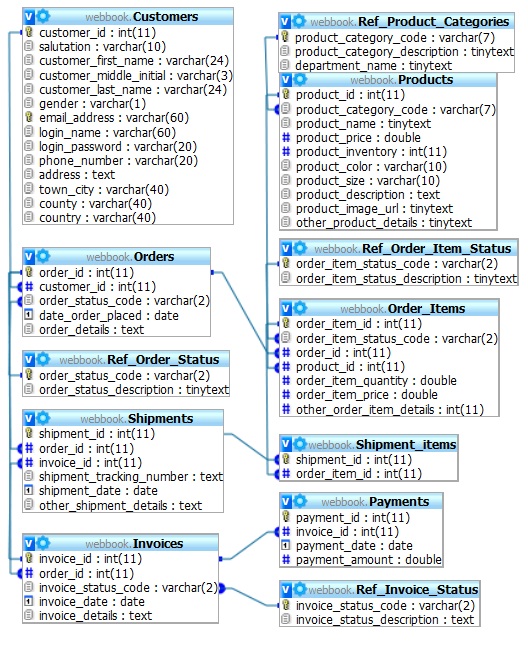 webbook.Customers
customer_id : int(11)
salutation : varchar(10)
customer_first_name : varchar(24)
customer_middle_initial : varchar(3)
customer_last_name : varchar(24)
gender : varchar(1)
email_address : varchar(60)
login_name : varchar(60)
login_password : varchar(20)
phone_number : varchar(20)
address : text
town_city : varchar(40)
county : varchar(40)
country : varchar(40)
webbook.Orders
order_id : int(11)
customer_id : int(11)
order_status_code : varchar(2)
date_order_placed : date
order_details : text
webbook.Ref_Order_Status
order_status_code : varchar(2)
order_status_description : tinytext
webbook.Shipments
shipment_id : int(11)
order_id : int(11)
invoice_id : int(11)
shipment_tracking_number : text
shipment_date : date
other_shipment_details : text
webbook.Invoices
invoice_id : int(11)
order_id : int(11)
invoice_status_code : varchar(2)
invoice_date : date
invoice_details : text
webbook.Ref_Product_Categories
product_category_code : varchar(7)
product_category_description : tinytext
department_name : tinytext
webbook.Products
product_id : int(11)
product_category_code : varchar(7)
product_name : tinytext
product_price : double
product_inventory : int(11)
product_color : varchar(10)
product_size : varchar(10)
product_description : text
product_image_url : tinytext
other_product_details : tinytext
webbook.Ref_Order_Item_Status
order_item_status_code : varchar(2)
order_item_status_description : tinytext
webbook.Order_Items
order_item_id : int(11)
order_item_status_code : varchar(2)
order_id : int(11)
product_id : int(11)
order_item_quantity : double
order_item_price : double
other_order_item_details : int(11)
webbook.Shipment_items
shipment_id : int(11)
order_item_id : int(11)
webbook.Payments
payment_id : int(11)
invoice_id : int(11)
payment_date : date
payment_amount : double
webbook.Ref_Invoice_Status
invoice_status_code : varchar(2)
invoice_status_description : text